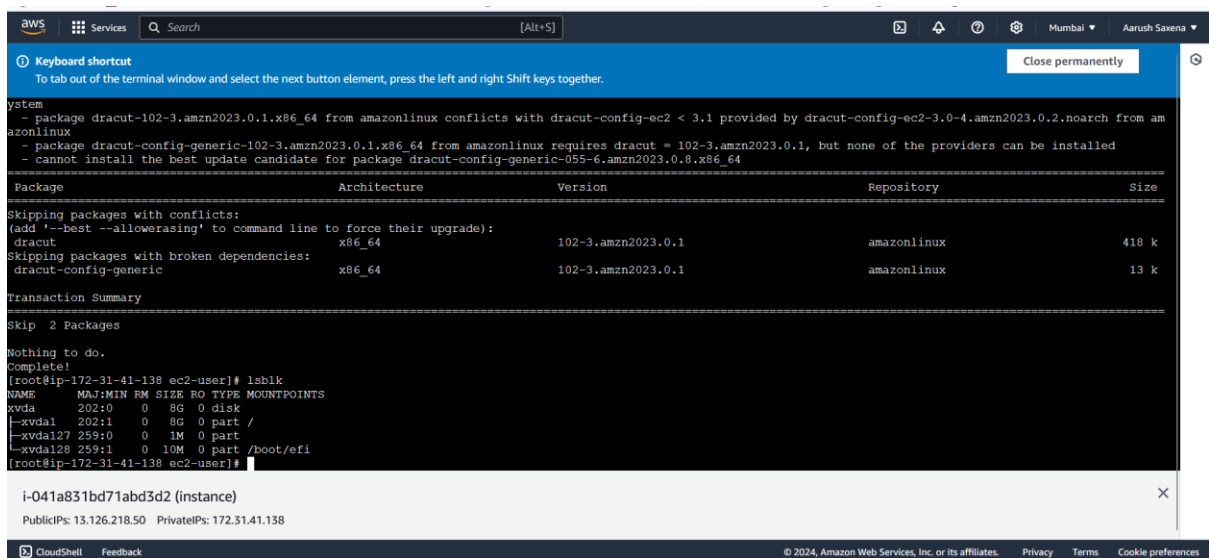 aws Services Search [Alt+S] Mumbai ▼ Aarush Saxena ▼
Keyboard shortcut Close permanently
To tab out of the terminal window and select the next button element, press the left and right Shift keys together.
ystem
  - package dracut-102-3.amzn2023.0.1.x86_64 from amazonlinux conflicts with dracut-config-ec2 < 3.1 provided by dracut-config-ec2-3.0-4.amzn2023.0.2.noarch from am
azonlinux
  - package dracut-config-generic-102-3.amzn2023.0.1.x86_64 from amazonlinux requires dracut = 102-3.amzn2023.0.1, but none of the providers can be installed
  - cannot install the best update candidate for package dracut-config-generic-055-6.amzn2023.0.8.x86_64
Package Architecture Version Repository Size
Skipping packages with conflicts:
(add '--best --allowerasing' to command line to force their upgrade):
dracut x86_64 102-3.amzn2023.0.1 amazonlinux 418 k
Skipping packages with broken dependencies:
dracut-config-generic x86_64 102-3.amzn2023.0.1 amazonlinux 13 k
Transaction Summary
Skip  2 Packages
Nothing to do.
Complete!
[root@ip-172-31-41-138 ec2-user]# lsblk
NAME MAJ:MIN RM SIZE RO TYPE MOUNTPOINTS
xvda 202:0 0 8G 0 disk
├─xvda1 202:1 0 8G 0 part /
├─xvda127 259:0 0 1M 0 part
└─xvda128 259:1 0 10M 0 part /boot/efi
[root@ip-172-31-41-138 ec2-user]#
i-041a831bd71abd3d2 (instance)
PublicIPs: 13.126.218.50 PrivateIPs: 172.31.41.138
CloudShell Feedback © 2024, Amazon Web Services, Inc. or its affiliates. Privacy Terms Cookie preferences